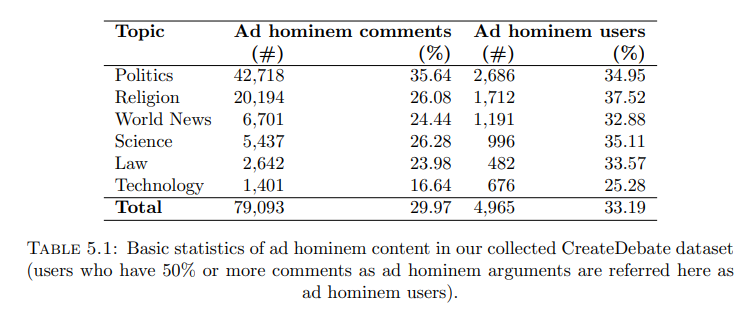 Topic Ad hominem comments Ad hominem users
(#) (%) (#) (%)
Politics 42,718 35.64 2,686 34.95
Religion 20,194 26.08 1,712 37.52
World News 6,701 24.44 1,191 32.88
Science 5,437 26.28 996 35.11
Law 2,642 23.98 482 33.57
Technology 1,401 16.64 676 25.28
Total 79,093 29.97 4,965 33.19
TABLE 5.1: Basic statistics of ad hominem content in our collected CreateDebate dataset
(users who have 50% or more comments as ad hominem arguments are referred here as
ad hominem users).